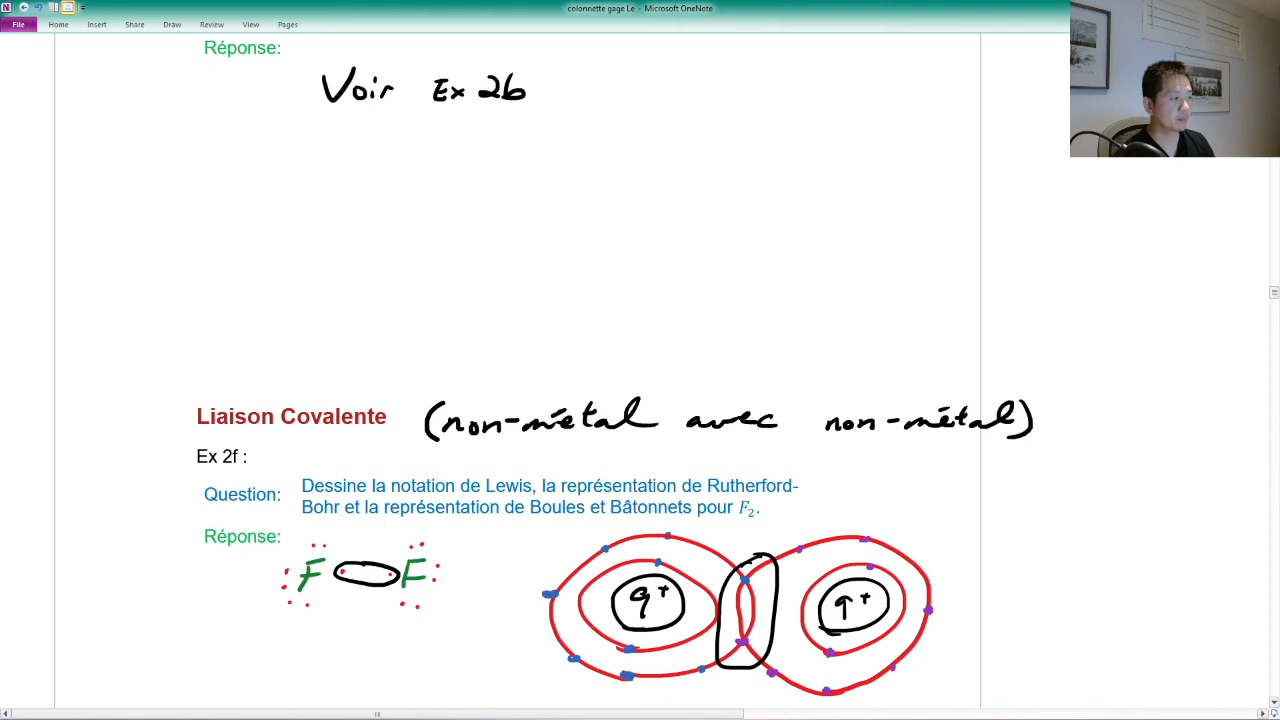 colonnette gage Le - Microsoft OneNote
File Home Insert Share Draw Review View Pages
Réponse:
Voir Ex 2b
Liaison Covalente (non-métal avec non-métal)
Ex 2f :
Question: Dessine la notation de Lewis, la représentation de Rutherford-
Bohr et la représentation de Boules et Bâtonnets pour F₂.
Réponse:
F F
9+ 9+